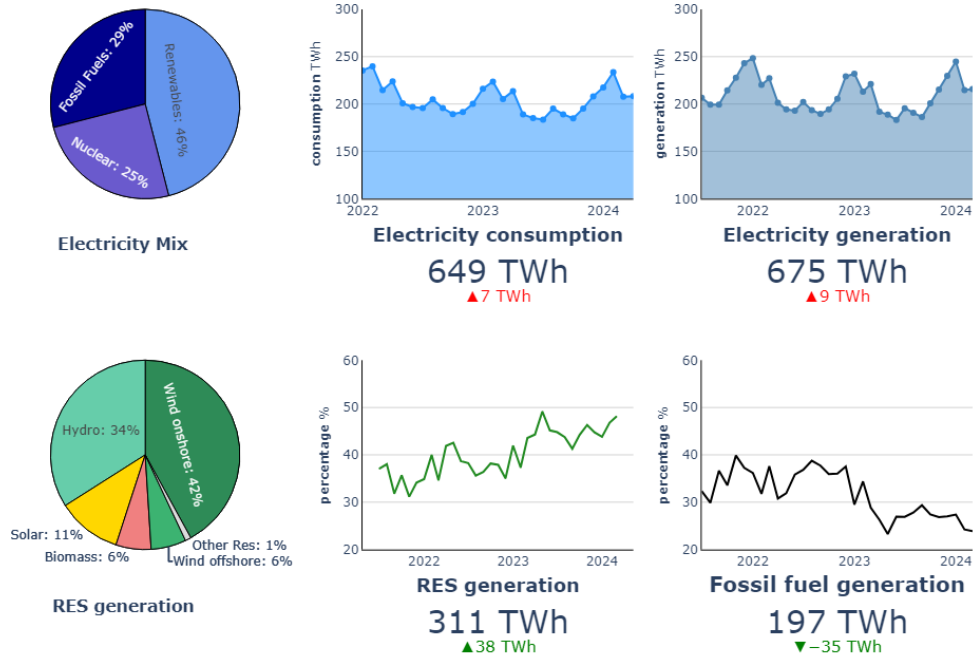 Fossil Fuels: 29%
Renewables: 46%
Nuclear: 25%
Electricity Mix
consumption TWh
300
250
200
150
100
2022
2023
2024
Electricity consumption
649 TWh
▲7 TWh
generation TWh
300
250
200
150
100
2022
2023
2024
Electricity generation
675 TWh
▲9 TWh
Hydro: 34%
Wind onshore: 42%
Solar: 11%
Biomass: 6%
Other Res: 1%
Wind offshore: 6%
RES generation
percentage %
60
50
40
30
20
2022
2023
2024
RES generation
311 TWh
▲38 TWh
percentage %
60
50
40
30
20
2022
2023
2024
Fossil fuel generation
197 TWh
▼−35 TWh